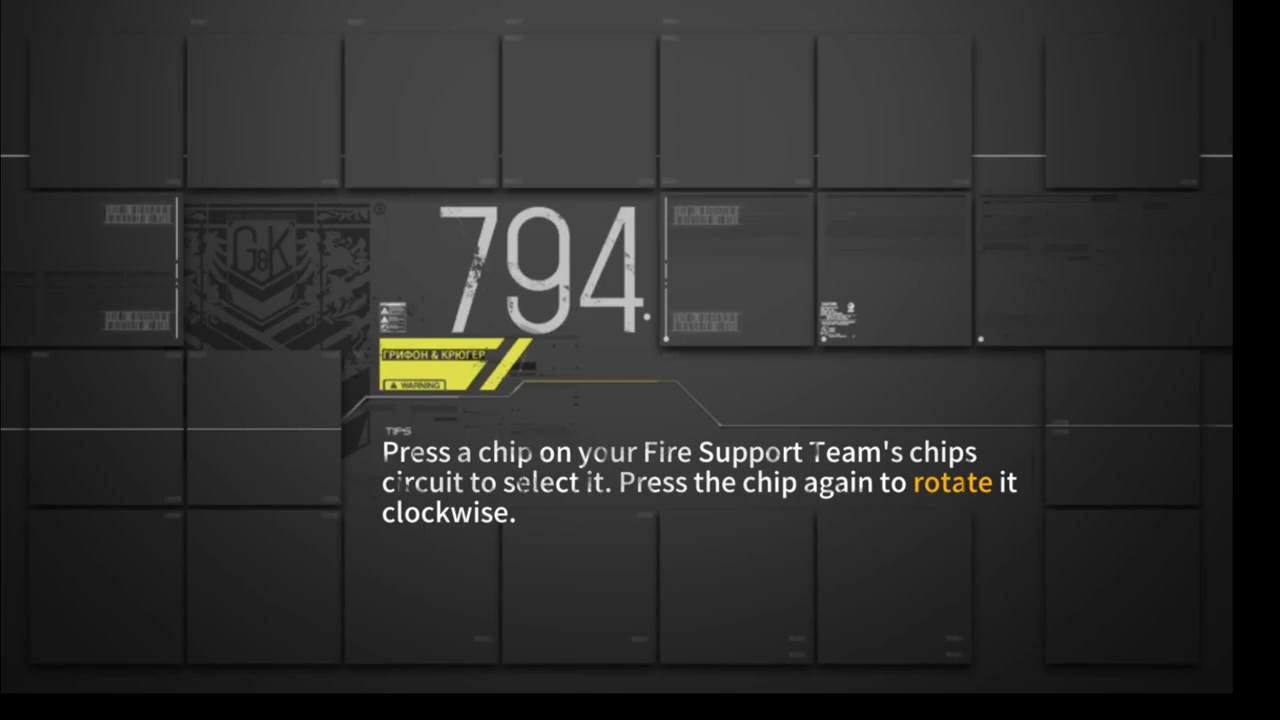 G&K
794.
ГРИФОН & КРЮГЕР
WARNING
TIPS
Press a chip on your Fire Support Team's chips
circuit to select it. Press the chip again to rotate it
clockwise.